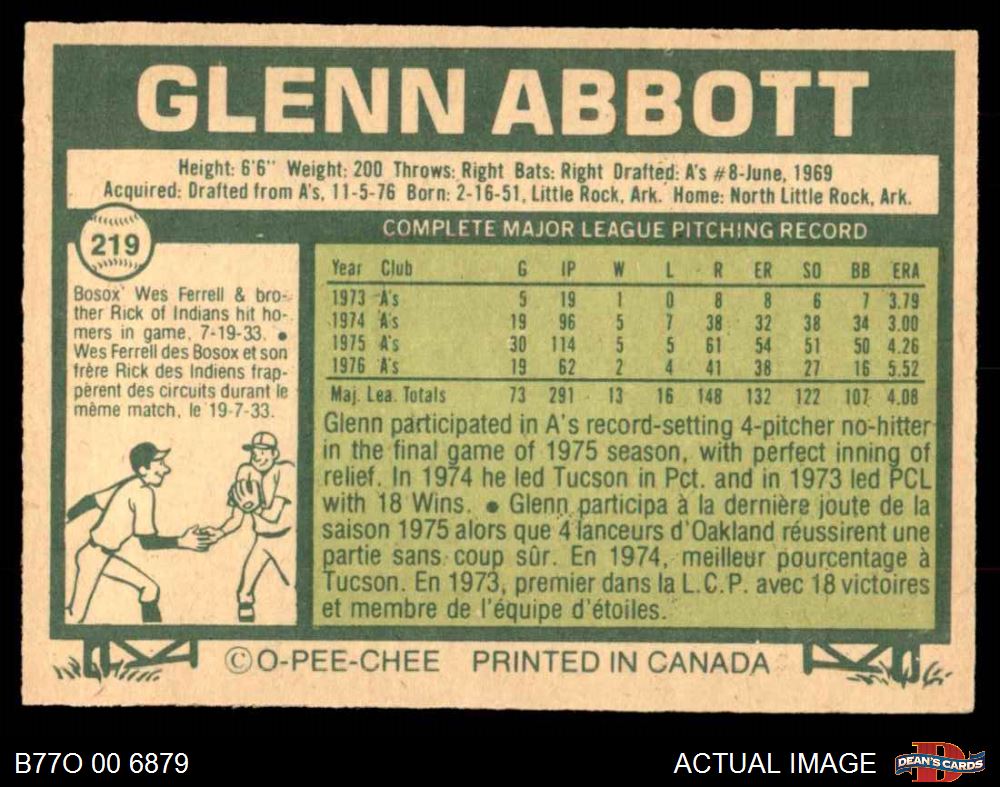 GLENN ABBOTT
Height: 6'6" Weight: 200 Throws: Right Bats: Right Drafted: A's #8-June, 1969
Acquired: Drafted from A's, 11-5-76 Born: 2-16-51, Little Rock, Ark. Home: North Little Rock, Ark.
219
Bosox' Wes Ferrell & bro-
ther Rick of Indians hit ho-
mers in game, 7-19-33. ●
Wes Ferrell des Bosox et son
frère Rick des Indiens frap-
pèrent des circuits durant le
même match, le 19-7-33.
COMPLETE MAJOR LEAGUE PITCHING RECORD
Year Club G IP W L R ER SO BB ERA
1973 A's 5 19 1 0 8 8 6 7 3.79
1974 A's 19 96 5 7 38 32 38 34 3.00
1975 A's 30 114 5 5 61 54 51 50 4.26
1976 A's 19 62 2 4 41 38 27 16 5.52
Maj. Lea. Totals 73 291 13 16 148 132 122 107 4.08
Glenn participated in A's record-setting 4-pitcher no-hitter
in the final game of 1975 season, with perfect inning of
relief. In 1974 he led Tucson in Pct. and in 1973 led PCL
with 18 Wins. ● Glenn participa à la dernière joute de la
saison 1975 alors que 4 lanceurs d'Oakland réussirent une
partie sans coup sûr. En 1974, meilleur pourcentage à
Tucson. En 1973, premier dans la L.C.P. avec 18 victoires
et membre de l'équipe d'étoiles.
© O-PEE-CHEE PRINTED IN CANADA
B77O 00 6879
ACTUAL IMAGE
DEAN'S CARDS